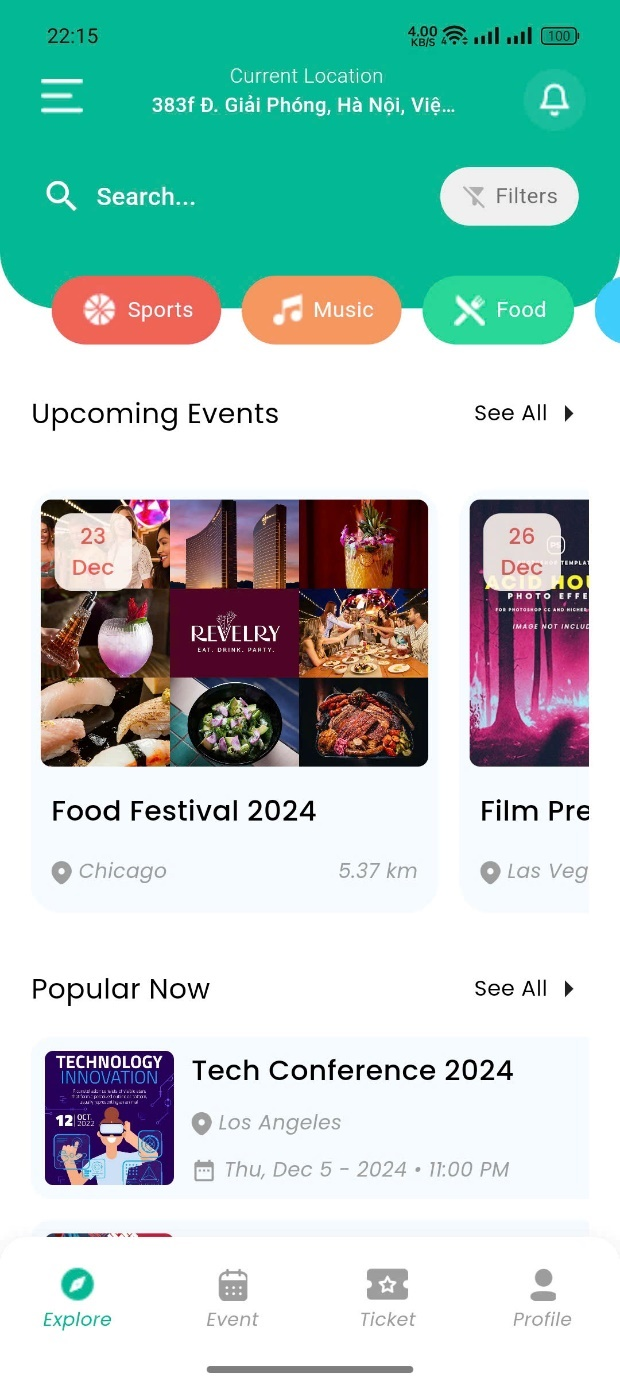 22:15
4.00 KB/S
4
100
Current Location
383f Đ. Giải Phóng, Hà Nội, Việ...
Search...
Filters
Sports
Music
Food
Upcoming Events
See All
23
Dec
REVELRY
EAT. DRINK. PARTY.
Food Festival 2024
Chicago
5.37 km
26
Dec
ACID HOU
PHOTO EFFE
FOR PHOTOSHOP CC AND HIGHER
IMAGE NOT INCLUD
Film Pre
Las Veg
Popular Now
See All
TECHNOLOGY
INNOVATION
12 OCT.
2022
Tech Conference 2024
Los Angeles
Thu, Dec 5 - 2024 • 11:00 PM
Explore
Event
Ticket
Profile